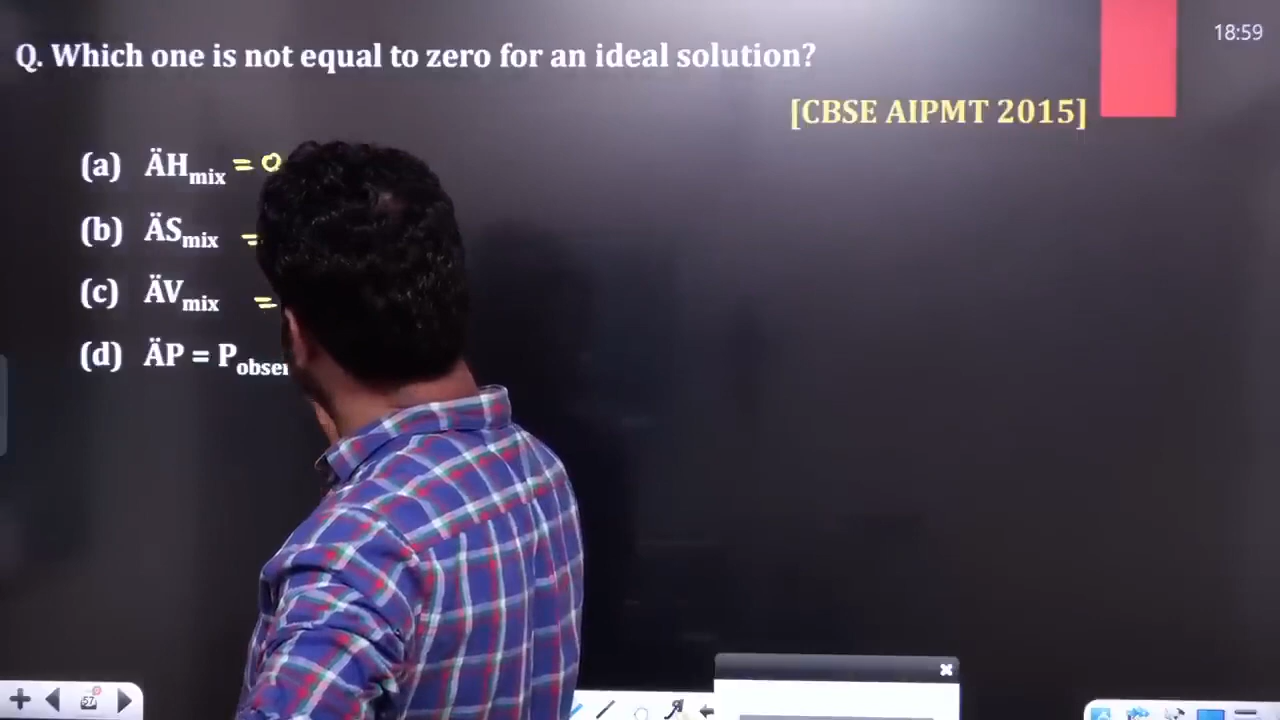 18:59
Q. Which one is not equal to zero for an ideal solution?
[CBSE AIPMT 2015]
(a) ÄHmix = 0
(b) ÄSmix =
(c) ÄVmix =
(d) ÄP = P
57